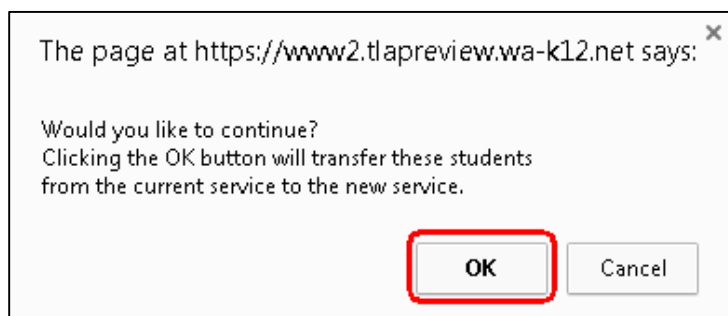 The page at https://www2.tlapreview.wa-k12.net says:
Would you like to continue?
Clicking the OK button will transfer these students
from the current service to the new service.
OK Cancel